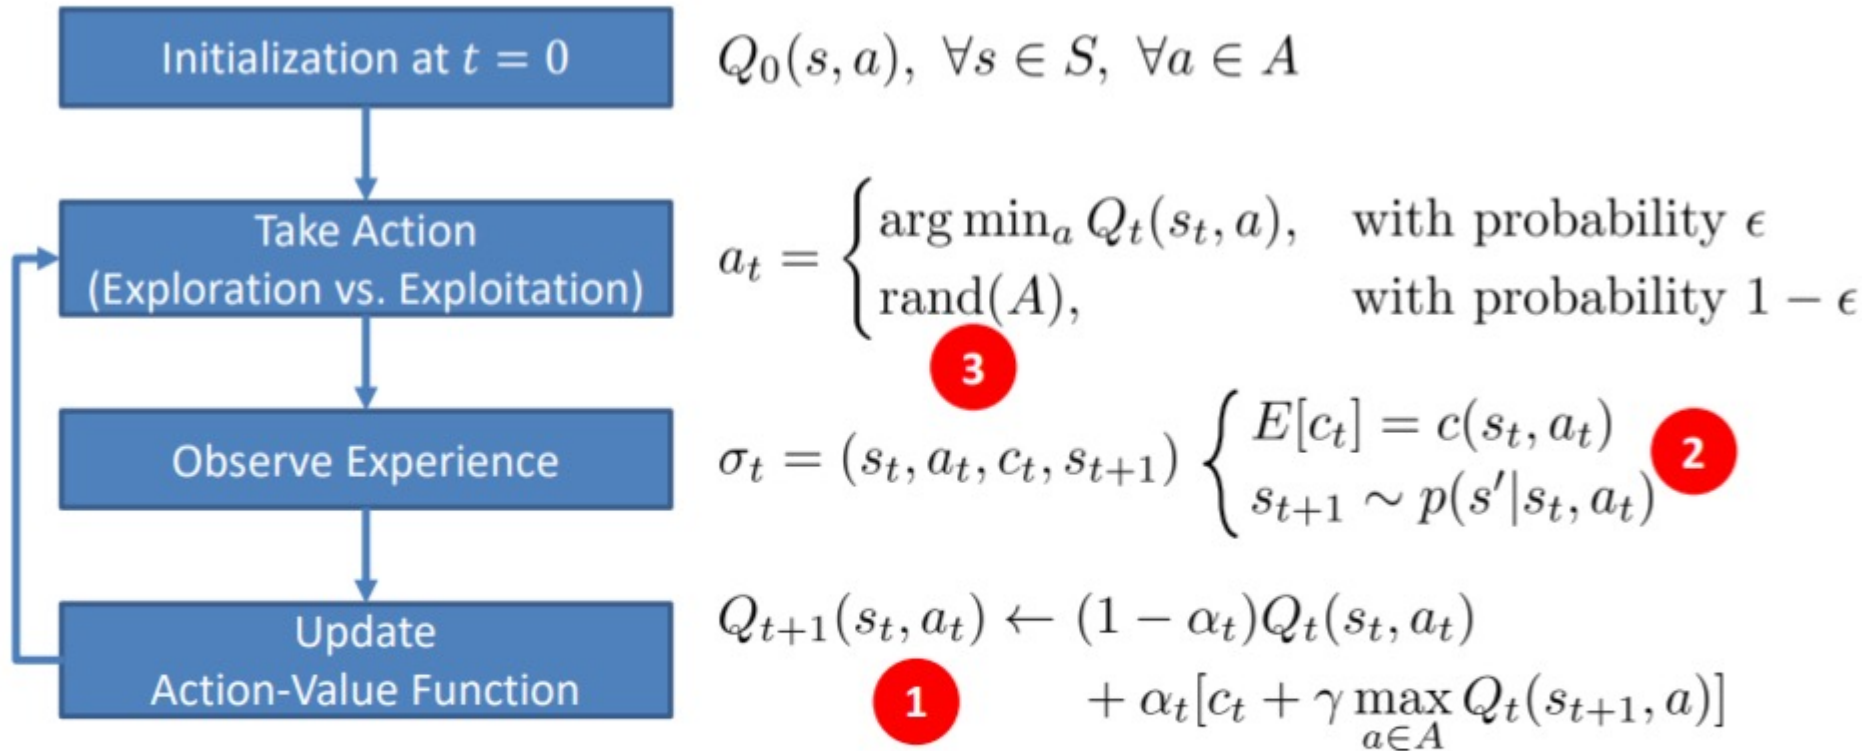 Initialization at t = 0
Q₀(s, a), ∀s ∈ S, ∀a ∈ A
Take Action
(Exploration vs. Exploitation)
aₜ = { arg minₐ Qₜ(sₜ, a), with probability ϵ
rand(A), with probability 1 − ϵ
3
Observe Experience
σₜ = (sₜ, aₜ, cₜ, sₜ₊₁) { E[cₜ] = c(sₜ, aₜ)
sₜ₊₁ ∼ p(s′|sₜ, aₜ)
2
Update
Action-Value Function
Qₜ₊₁(sₜ, aₜ) ← (1 − αₜ)Qₜ(sₜ, aₜ)
+ αₜ[cₜ + γ max Qₜ(sₜ₊₁, a)]
a∈A
1